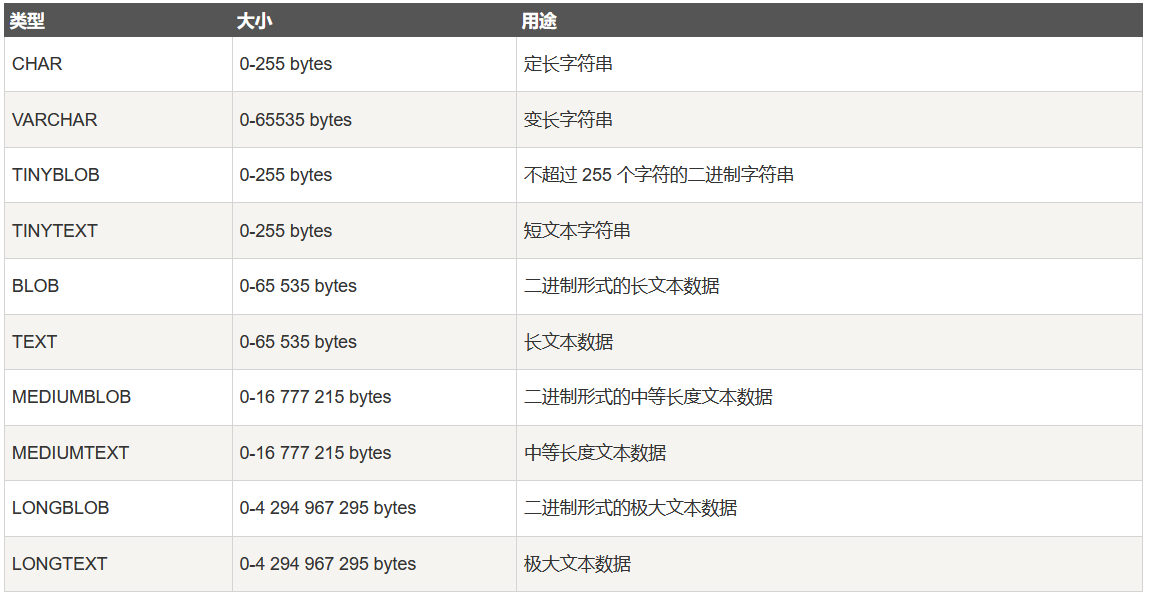 类型 大小 用途
CHAR 0-255 bytes 定长字符串
VARCHAR 0-65535 bytes 变长字符串
TINYBLOB 0-255 bytes 不超过 255 个字符的二进制字符串
TINYTEXT 0-255 bytes 短文本字符串
BLOB 0-65 535 bytes 二进制形式的长文本数据
TEXT 0-65 535 bytes 长文本数据
MEDIUMBLOB 0-16 777 215 bytes 二进制形式的中等长度文本数据
MEDIUMTEXT 0-16 777 215 bytes 中等长度文本数据
LONGBLOB 0-4 294 967 295 bytes 二进制形式的极大文本数据
LONGTEXT 0-4 294 967 295 bytes 极大文本数据